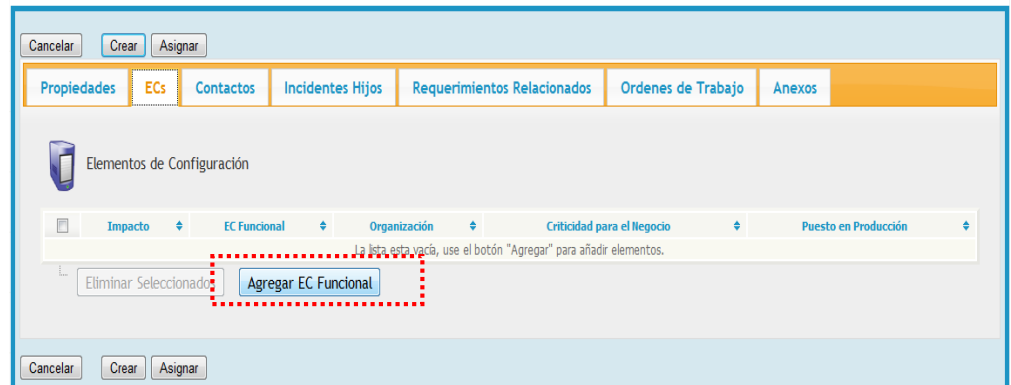 Cancelar Crear Asignar
Propiedades ECs Contactos Incidentes Hijos Requerimientos Relacionados Ordenes de Trabajo Anexos
Elementos de Configuración
Impacto EC Funcional Organización Criticidad para el Negocio Puesto en Producción
La lista esta vacía, use el botón "Agregar" para añadir elementos.
Eliminar Seleccionados Agregar EC Funcional
Cancelar Crear Asignar